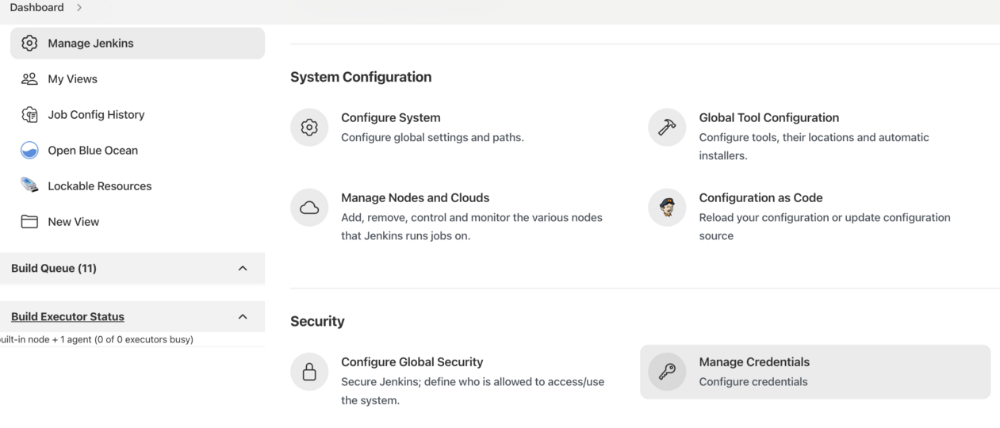 Dashboard
Manage Jenkins
My Views
Job Config History
Open Blue Ocean
Lockable Resources
New View
Build Queue (11)
Build Executor Status
uilt-in node + 1 agent (0 of 0 executors busy)
System Configuration
Configure System
Configure global settings and paths.
Global Tool Configuration
Configure tools, their locations and automatic
installers.
Manage Nodes and Clouds
Add, remove, control and monitor the various nodes
that Jenkins runs jobs on.
Configuration as Code
Reload your configuration or update configuration
source
Security
Configure Global Security
Secure Jenkins; define who is allowed to access/use
the system.
Manage Credentials
Configure credentials